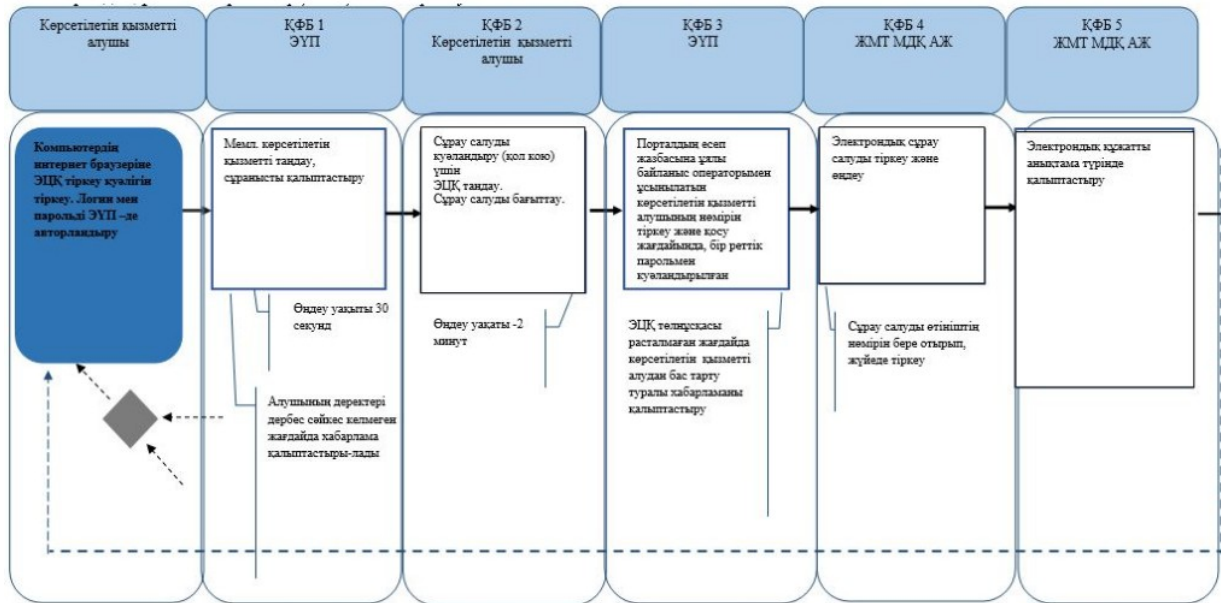 Көрсетілетін қызметті
алушы
ҚФБ 1
ЭҮП
ҚФБ 2
Көрсетілетін қызметті
алушы
ҚФБ 3
ЭҮП
ҚФБ 4
ЖМТ МДҚ АЖ
ҚФБ 5
ЖМТ МДҚ АЖ
Компьютердің
интернет браузеріне
ЭЦҚ тіркеу куәлігін
тіркеу. Логин мен
парольді ЭҮП –де
авторландыру
Мемл. көрсетілетін
қызметті таңдау,
сұранысты қалыптастыру
Сұрау салуды
куәландыру (қол кою)
үшін
ЭЦҚ таңдау.
Сұрау салуды бағыттау.
Порталдың есеп
жазбасына ұялы
байланыс операторымен
ұсынылатын
көрсетілетін қызметті
алушының нөмірін
тіркеу және қосу
жағдайында, бір реттік
парольмен
куәландырылған
Электрондық сұрау
салуды тіркеу және
өңдеу
Электрондық құжатты
анықтама түрінде
қалыптастыру
Өңдеу уақыты 30
секунд
Өңдеу уақаты -2
минут
ЭЦҚ төлнұсқасы
расталмаған жағдайда
көрсетілетін қызметті
алудан бас тарту
туралы хабарламаны
қалыптастыру
Сұрау салуды өтініштің
нөмірін бере отырып,
жүйеде тіркеу
Алушының деректері
дербес сәйкес келмеген
жағдайда хабарлама
қалыптастыры-лады